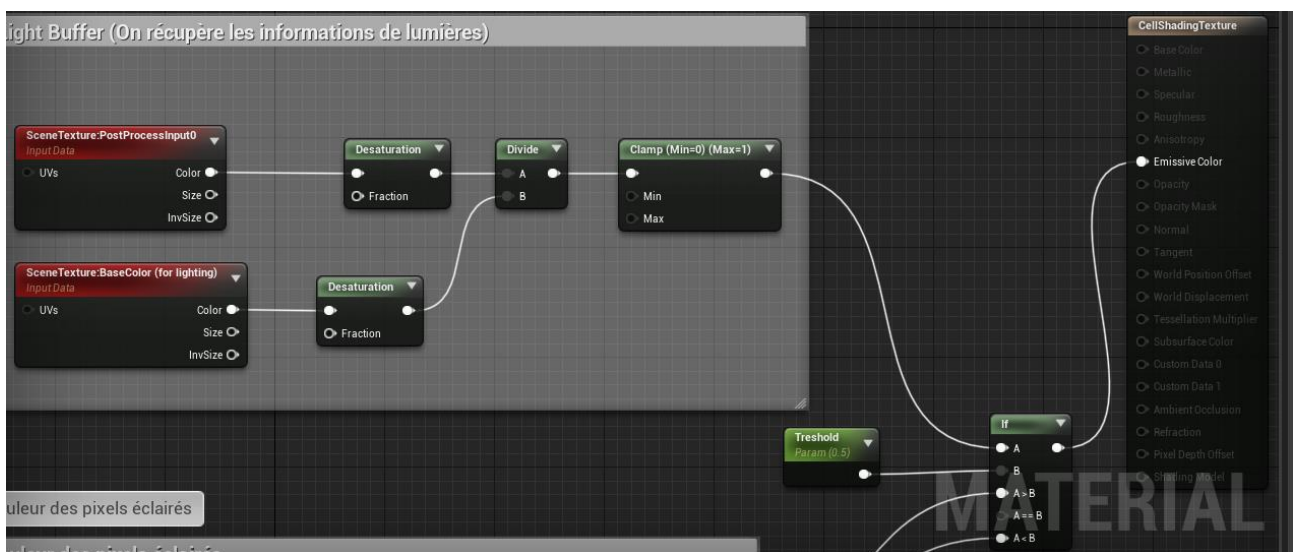 ight Buffer (On récupère les informations de lumières)
CellShadingTexture
Base Color
Metallic
Specular
Roughness
Anisotropy
Emissive Color
Opacity
Opacity Mask
Normal
Tangent
World Position Offset
World Displacement
Tessellation Multiplier
Subsurface Color
Custom Data 0
Custom Data 1
Ambient Occlusion
Refraction
Pixel Depth Offset
Shading Model
SceneTexture:PostProcessInput0
Input Data
UVs
Color
Size
InvSize
Desaturation
Fraction
Divide
A
B
Clamp (Min=0) (Max=1)
Min
Max
SceneTexture:BaseColor (for lighting)
Input Data
UVs
Color
Size
InvSize
Desaturation
Fraction
Treshold
Param (0.5)
If
A
B
A > B
A == B
A < B
MATERIAL
uleur des pixels éclairés